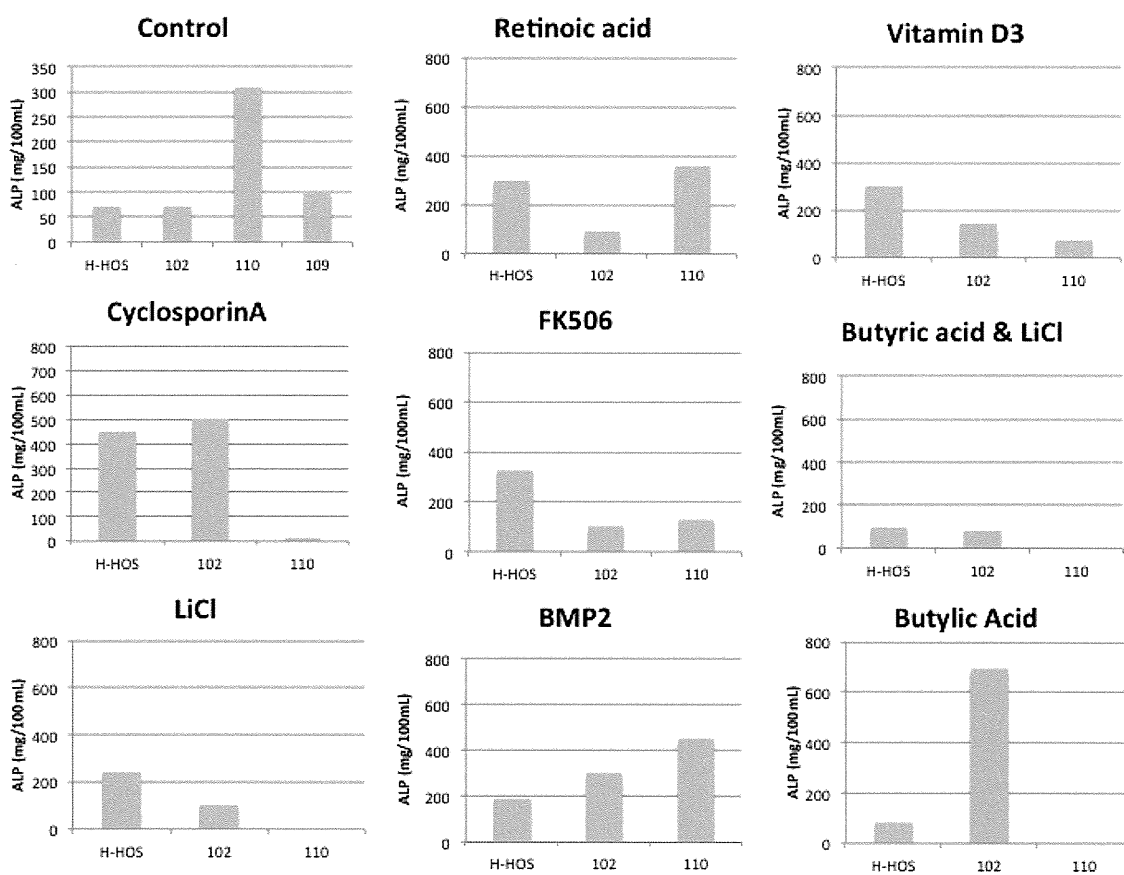 Control
ALP (mg/100mL)
350
300
250
200
150
100
50
0
H-HOS 102 110 109
Retinoic acid
ALP (mg/100mL)
800
600
400
200
0
H-HOS 102 110
Vitamin D3
ALP (mg/100mL)
800
600
400
200
0
H-HOS 102 110
CyclosporinA
ALP (mg/100mL)
800
700
600
500
400
300
200
100
0
H-HOS 102 110
FK506
ALP (mg/100mL)
800
600
400
200
0
H-HOS 102 110
Butyric acid & LiCl
ALP (mg/100mL)
800
600
400
200
0
H-HOS 102 110
LiCl
ALP (mg/100mL)
800
600
400
200
0
H-HOS 102 110
BMP2
ALP (mg/100mL)
800
600
400
200
0
H-HOS 102 110
Butylic Acid
ALP (mg/100mL)
800
600
400
200
0
H-HOS 102 110